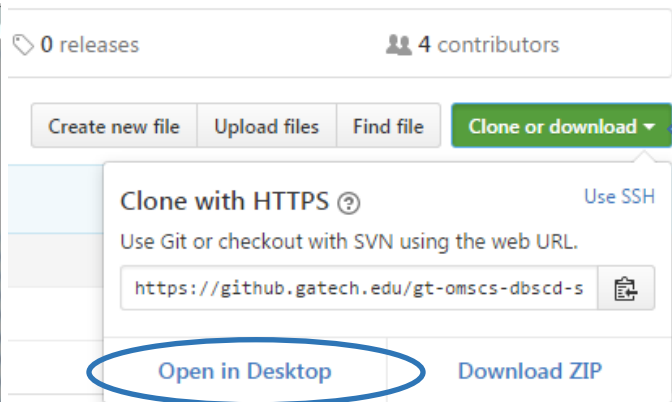 0 releases 4 contributors
Create new file Upload files Find file Clone or download
Clone with HTTPS Use SSH
Use Git or checkout with SVN using the web URL.
https://github.gatech.edu/gt-omscs-dbscd-s
Open in Desktop Download ZIP